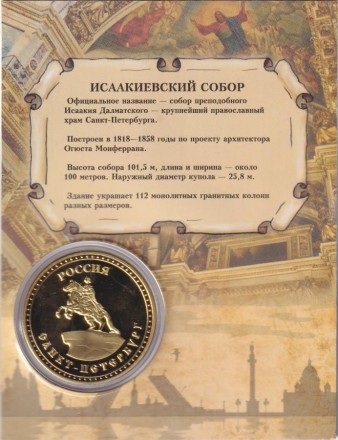 ИСААКИЕВСКИЙ СОБОР
Официальное название — собор преподобного
Исаакия Далматского — крупнейший православный
храм Санкт-Петербурга.
Построен в 1818—1858 годы по проекту архитектора
Огюста Монферрана.
Высота собора 101,5 м, длина и ширина — около
100 метров. Наружный диаметр купола — 25,8 м.
Здание украшает 112 монолитных гранитных колонн
разных размеров.
РОССИЯ
САНКТ-ПЕТЕРБУРГ